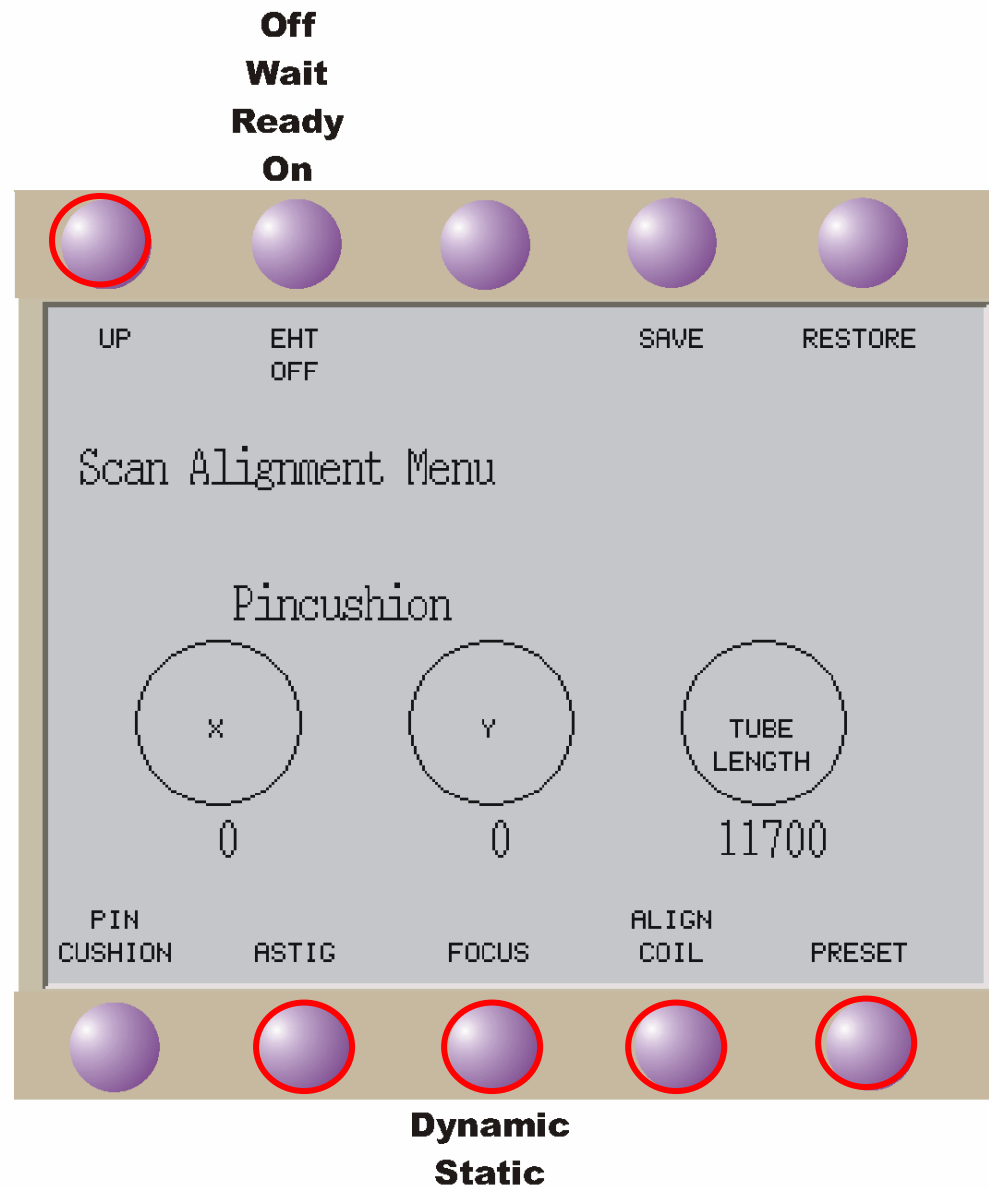 Off
Wait
Ready
On
UP EHT SAVE RESTORE
OFF
Scan Alignment Menu
Pincushion
X Y TUBE
LENGTH
0 0 11700
PIN ALIGN
CUSHION ASTIG FOCUS COIL PRESET
Dynamic
Static